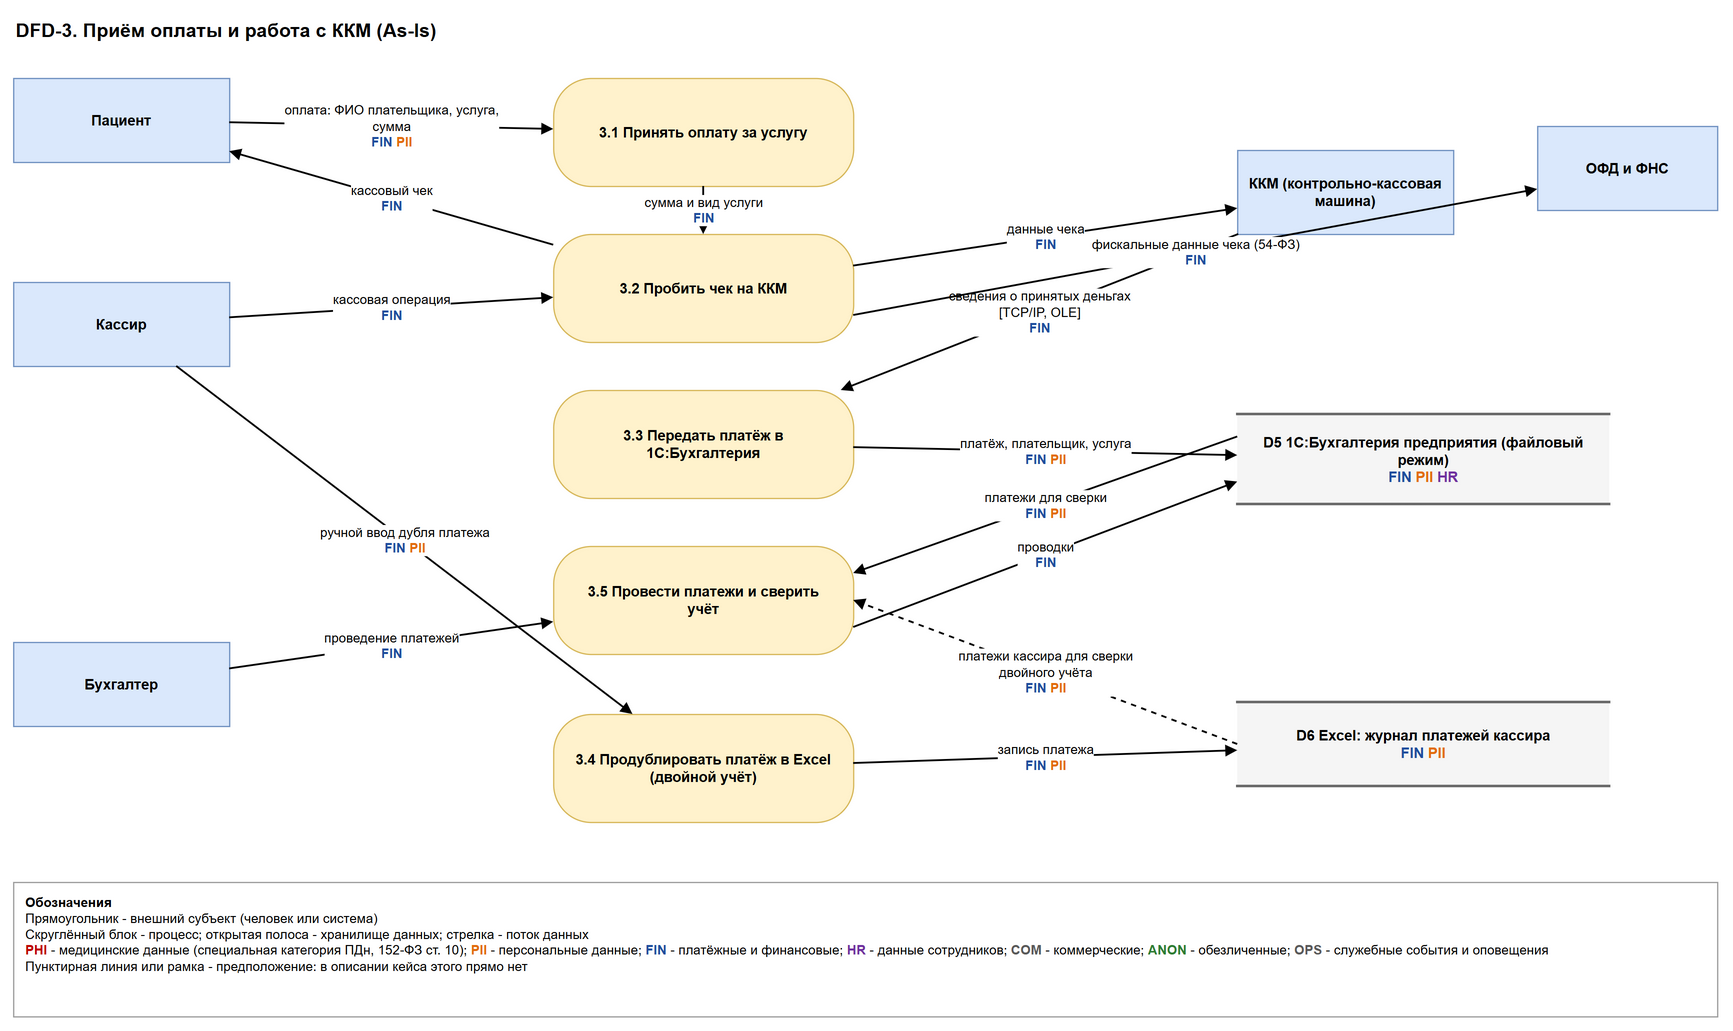 DFD-3. Приём оплаты и работа с ККМ (As-Is)
Пациент
оплата: ФИО плательщика, услуга,
сумма
FIN PII
3.1 Принять оплату за услугу
ККМ (контрольно-кассовая
машина)
ОФД и ФНС
кассовый чек
FIN
сумма и вид услуги
FIN
данные чека
FIN
фискальные данные чека (54-ФЗ)
FIN
Кассир
кассовая операция
FIN
3.2 Пробить чек на ККМ
сведения о принятых деньгах
[TCP/IP, OLE]
FIN
3.3 Передать платёж в
1С:Бухгалтерия
платёж, плательщик, услуга
FIN PII
D5 1С:Бухгалтерия предприятия (файловый
режим)
FIN PII HR
платежи для сверки
FIN PII
ручной ввод дубля платежа
FIN PII
проводки
FIN
3.5 Провести платежи и сверить
учёт
Бухгалтер
проведение платежей
FIN
платежи кассира для сверки
двойного учёта
FIN PII
3.4 Продублировать платёж в Excel
(двойной учёт)
запись платежа
FIN PII
D6 Excel: журнал платежей кассира
FIN PII
Обозначения
Прямоугольник - внешний субъект (человек или система)
Скруглённый блок - процесс; открытая полоса - хранилище данных; стрелка - поток данных
PHI - медицинские данные (специальная категория ПДн, 152-ФЗ ст. 10); PII - персональные данные; FIN - платёжные и финансовые; HR - данные сотрудников; COM - коммерческие; ANON - обезличенные; OPS - служебные события и оповещения
Пунктирная линия или рамка - предположение: в описании кейса этого прямо нет